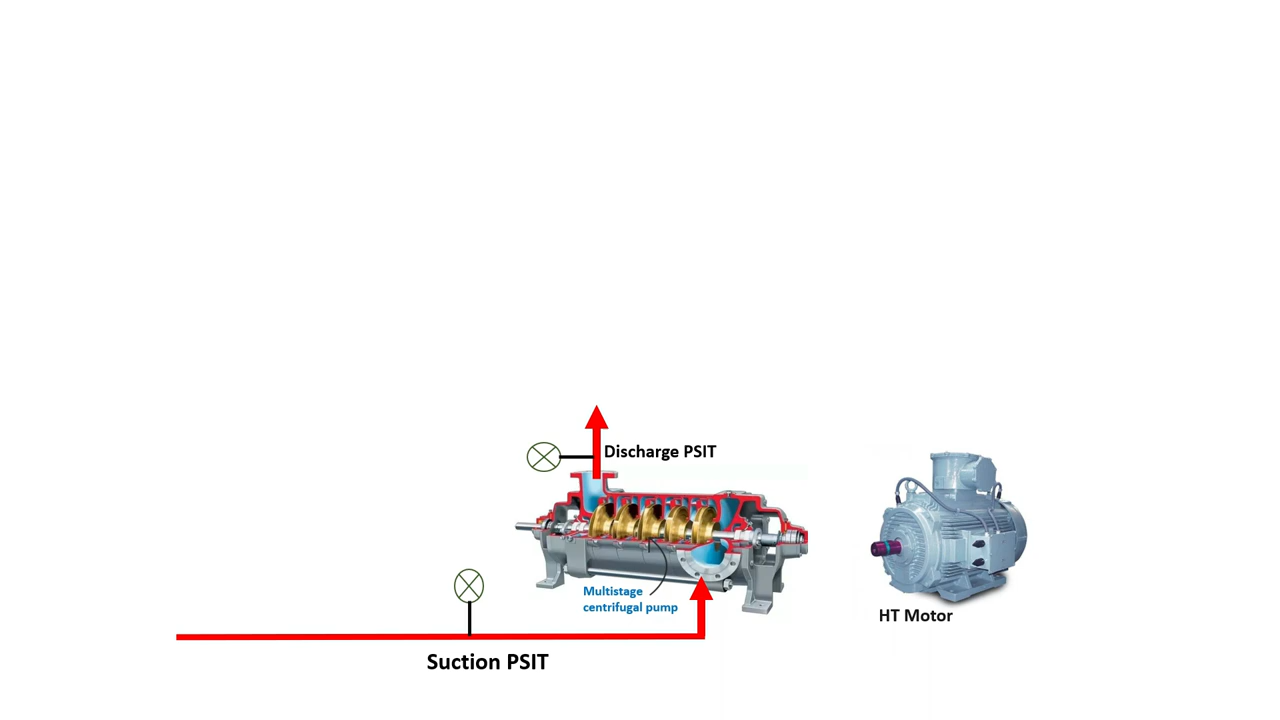 Discharge PSIT
Multistage
centrifugal pump
HT Motor
Suction PSIT